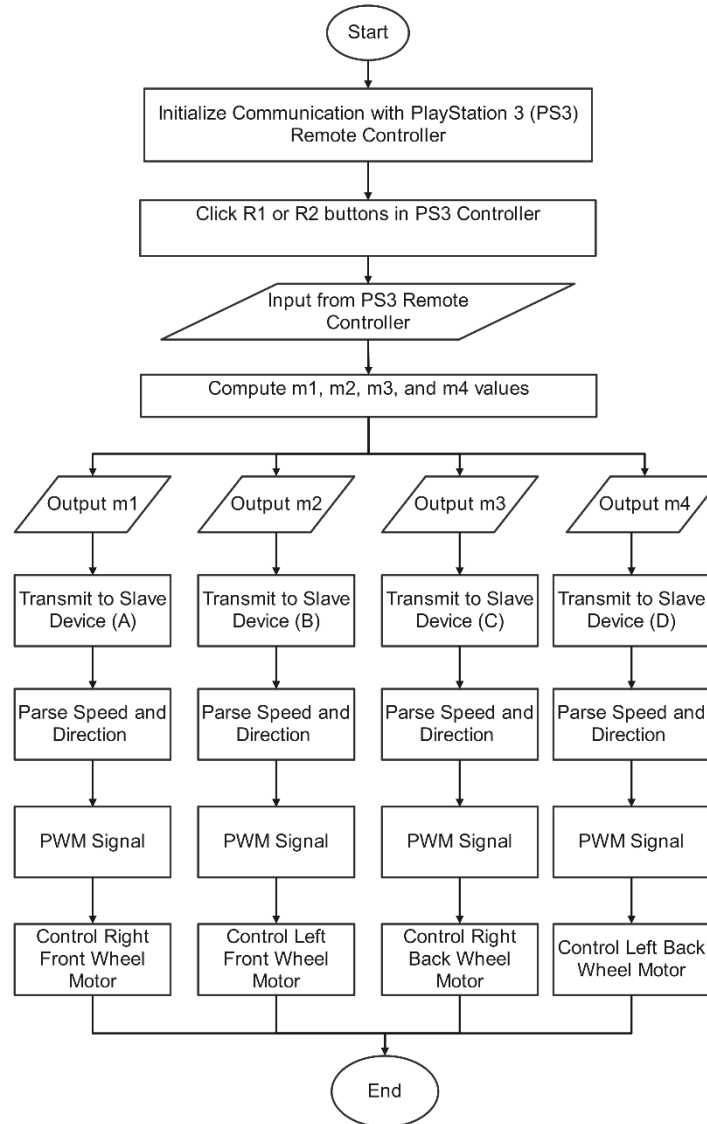 Start
Initialize Communication with PlayStation 3 (PS3)
Remote Controller
Click R1 or R2 buttons in PS3 Controller
Input from PS3 Remote
Controller
Compute m1, m2, m3, and m4 values
Output m1
Output m2
Output m3
Output m4
Transmit to Slave
Device (A)
Transmit to Slave
Device (B)
Transmit to Slave
Device (C)
Transmit to Slave
Device (D)
Parse Speed and
Direction
Parse Speed and
Direction
Parse Speed and
Direction
Parse Speed and
Direction
PWM Signal
PWM Signal
PWM Signal
PWM Signal
Control Right
Front Wheel
Motor
Control Left
Front Wheel
Motor
Control Right
Back Wheel
Motor
Control Left Back
Wheel Motor
End